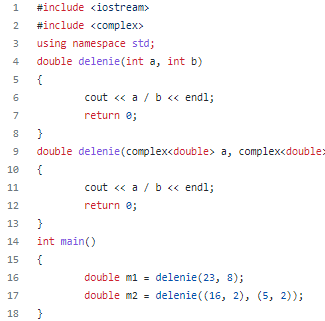 1 #include <iostream>
2 #include <complex>
3 using namespace std;
4 double delenie(int a, int b)
5 {
6 cout << a / b << endl;
7 return 0;
8 }
9 double delenie(complex<double> a, complex<double>
10 {
11 cout << a / b << endl;
12 return 0;
13 }
14 int main()
15 {
16 double m1 = delenie(23, 8);
17 double m2 = delenie((16, 2), (5, 2));
18 }